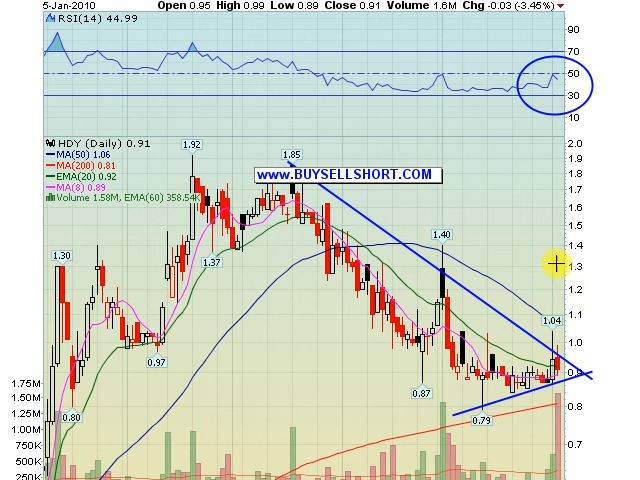 5-Jan-2010 Open 0.95 High 0.99 Low 0.89 Close 0.91 Volume 1.6M Chg -0.03 (-3.45%)
RSI(14) 44.99
90
70
50
30
10
HDY (Daily) 0.91
MA(50) 1.06
MA(200) 0.81
EMA(20) 0.92
MA(8) 0.89
Volume 1.58M, EMA(60) 358.54K
www.BUYSELLSHORT.COM
1.92
1.85
1.37
1.30
1.40
1.04
0.97
0.87
0.80
0.79
2.0
1.9
1.8
1.7
1.6
1.5
1.4
1.3
1.2
1.1
1.0
0.9
0.8
0.7
1.75M
1.50M
1.25M
1.00M
750K
500K
250K